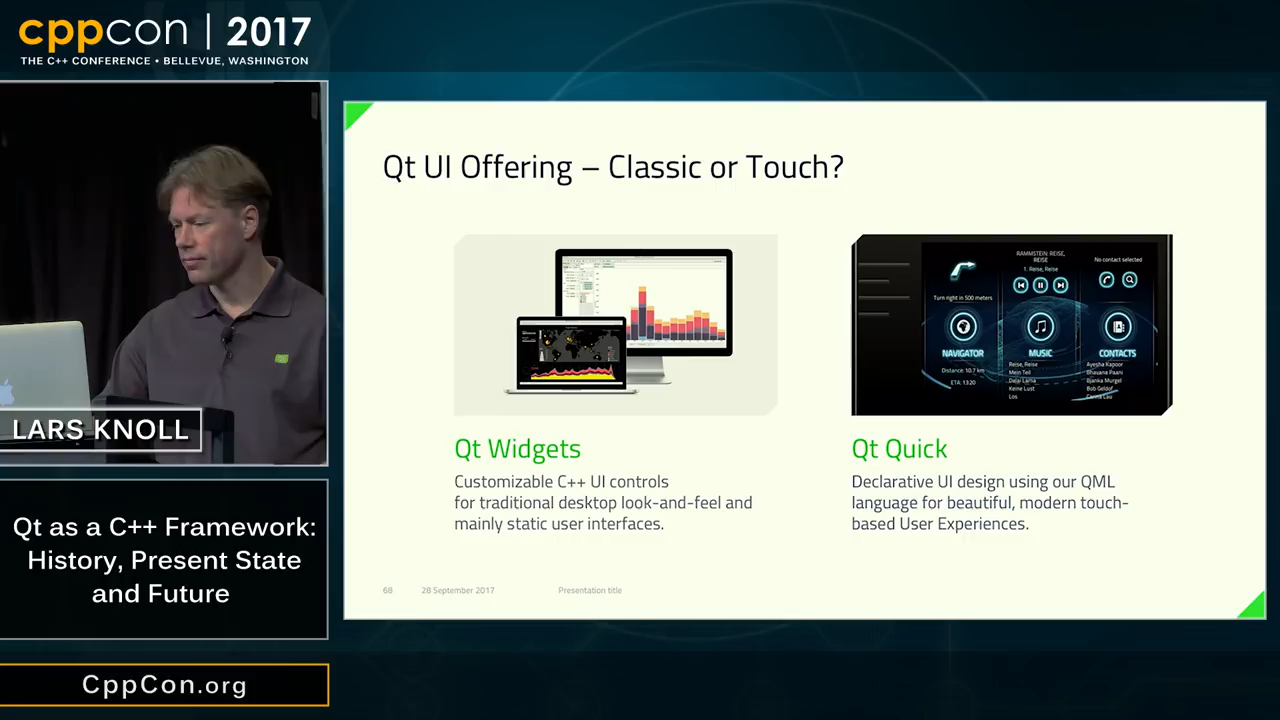 cppcon | 2017
THE C++ CONFERENCE • BELLEVUE, WASHINGTON
LARS KNOLL
Qt as a C++ Framework:
History, Present State
and Future
CppCon.org
Qt UI Offering – Classic or Touch?
Turn right in 500 meters
NAVIGATOR
Distance: 10.7 km
ETA: 13:20
RAMMSTEIN: REISE,
REISE
1. Reise, Reise
MUSIC
Reise, Reise
Mein Teil
Dalai Lama
Keine Lust
Los
No contact selected
CONTACTS
Ayesha Kapoor
Bhavana Paani
Bjanka Murgel
Bob Geldof
Carina Lau
Qt Widgets
Customizable C++ UI controls
for traditional desktop look-and-feel and
mainly static user interfaces.
Qt Quick
Declarative UI design using our QML
language for beautiful, modern touch-
based User Experiences.
68 28 September 2017 Presentation title